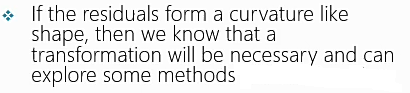 ❖ If the residuals form a curvature like
shape, then we know that a
transformation will be necessary and can
explore some methods